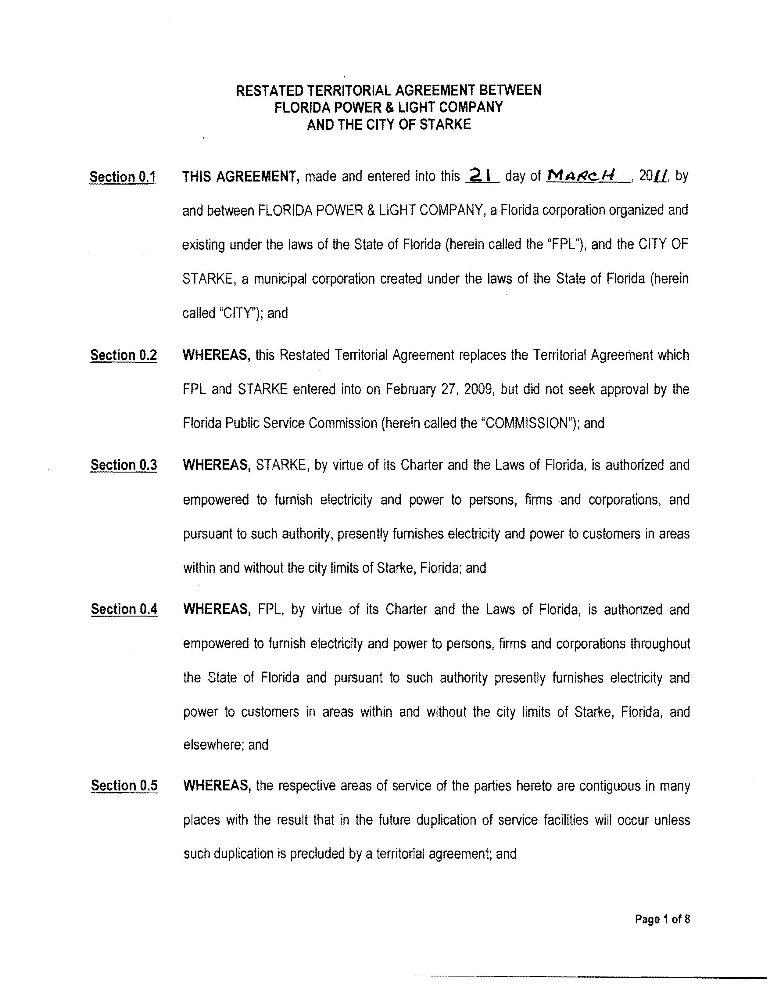 RESTATED TERRITORIAL AGREEMENT BETWEEN
FLORIDA POWER & LIGHT COMPANY
AND THE CITY OF STARKE
Section 0.1 THIS AGREEMENT, made and entered into this 21 day of MARCH, 2011, by
and between FLORIDA POWER & LIGHT COMPANY, a Florida corporation organized and
existing under the laws of the State of Florida (herein called the “FPL”), and the CITY OF
STARKE, a municipal corporation created under the laws of the State of Florida (herein
called “CITY”); and
Section 0.2 WHEREAS, this Restated Territorial Agreement replaces the Territorial Agreement which
FPL and STARKE entered into on February 27, 2009, but did not seek approval by the
Florida Public Service Commission (herein called the “COMMISSION”); and
Section 0.3 WHEREAS, STARKE, by virtue of its Charter and the Laws of Florida, is authorized and
empowered to furnish electricity and power to persons, firms and corporations, and
pursuant to such authority, presently furnishes electricity and power to customers in areas
within and without the city limits of Starke, Florida; and
Section 0.4 WHEREAS, FPL, by virtue of its Charter and the Laws of Florida, is authorized and
empowered to furnish electricity and power to persons, firms and corporations throughout
the State of Florida and pursuant to such authority presently furnishes electricity and
power to customers in areas within and without the city limits of Starke, Florida, and
elsewhere; and
Section 0.5 WHEREAS, the respective areas of service of the parties hereto are contiguous in many
places with the result that in the future duplication of service facilities will occur unless
such duplication is precluded by a territorial agreement; and
Page 1 of 8